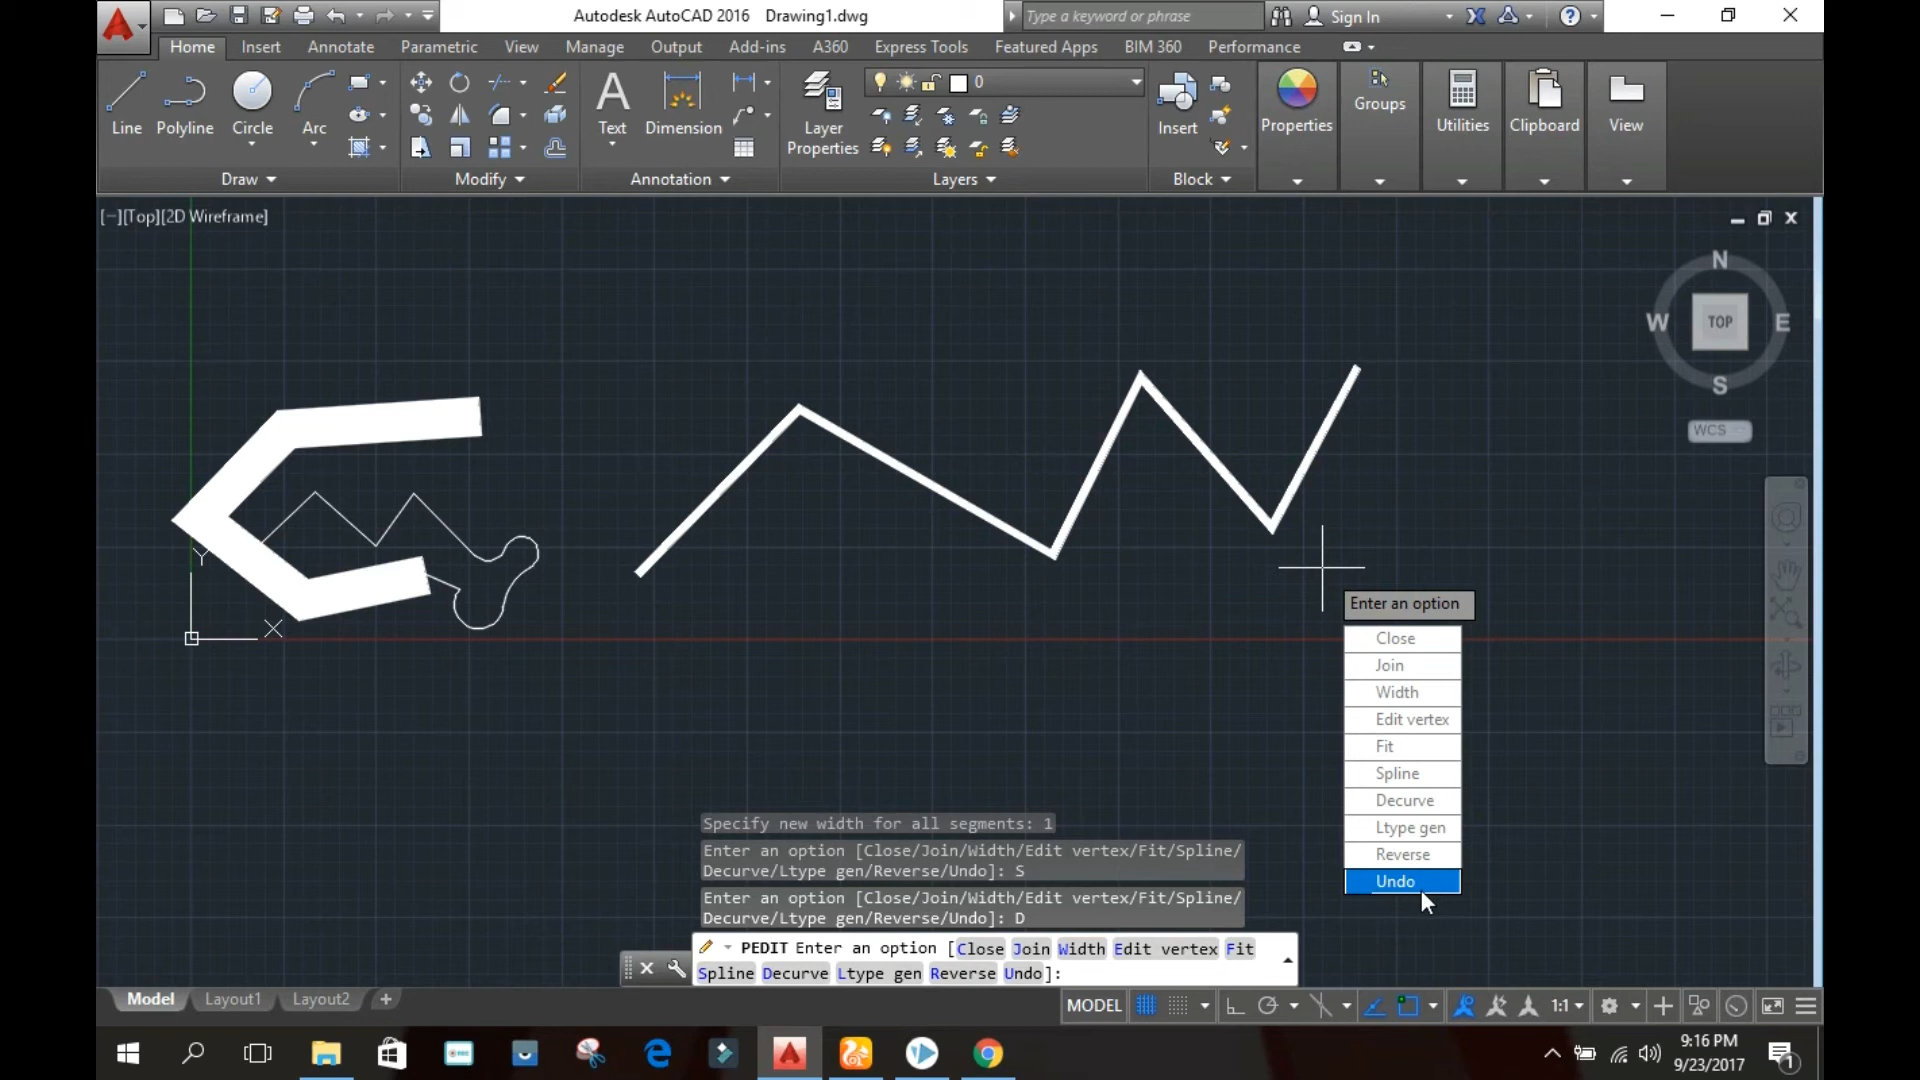 Autodesk AutoCAD 2016 Drawing1.dwg
Type a keyword or phrase
Sign In
Home Insert Annotate Parametric View Manage Output Add-ins A360 Express Tools Featured Apps BIM 360 Performance
Line Polyline Circle Arc
Text Dimension
Layer Properties
0
Insert
Properties
Groups
Utilities
Clipboard
View
Draw Modify Annotation Layers Block
[−][Top][2D Wireframe]
N
W TOP E
S
WCS
Y
X
Enter an option
Close
Join
Width
Edit vertex
Fit
Spline
Decurve
Ltype gen
Reverse
Undo
Specify new width for all segments: 1
Enter an option [Close/Join/Width/Edit vertex/Fit/Spline/
Decurve/Ltype gen/Reverse/Undo]: S
Enter an option [Close/Join/Width/Edit vertex/Fit/Spline/
Decurve/Ltype gen/Reverse/Undo]: D
PEDIT Enter an option [Close Join Width Edit vertex Fit
Spline Decurve Ltype gen Reverse Undo]:
Model Layout1 Layout2 +
MODEL 1:1
9:16 PM
9/23/2017
1